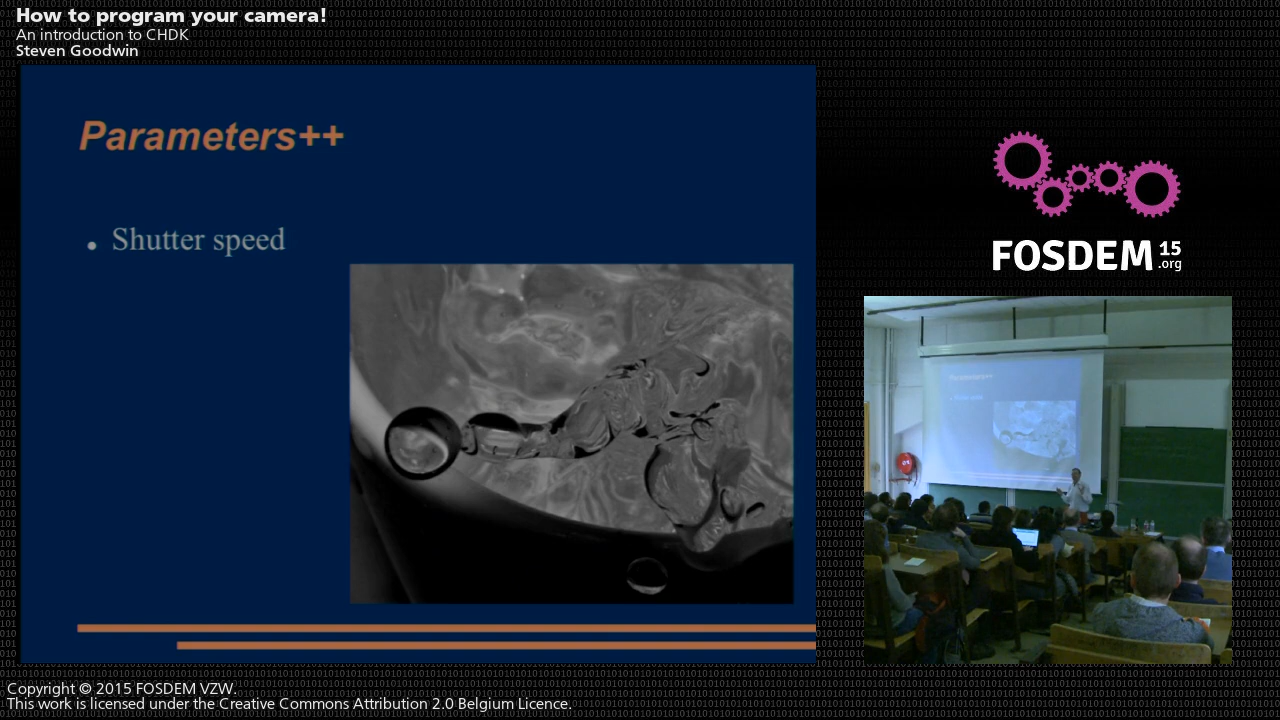 How to program your camera!
An introduction to CHDK
Steven Goodwin
Parameters++
• Shutter speed
FOSDEM 15
.org
Parameters++
Copyright © 2015 FOSDEM VZW.
This work is licensed under the Creative Commons Attribution 2.0 Belgium Licence.